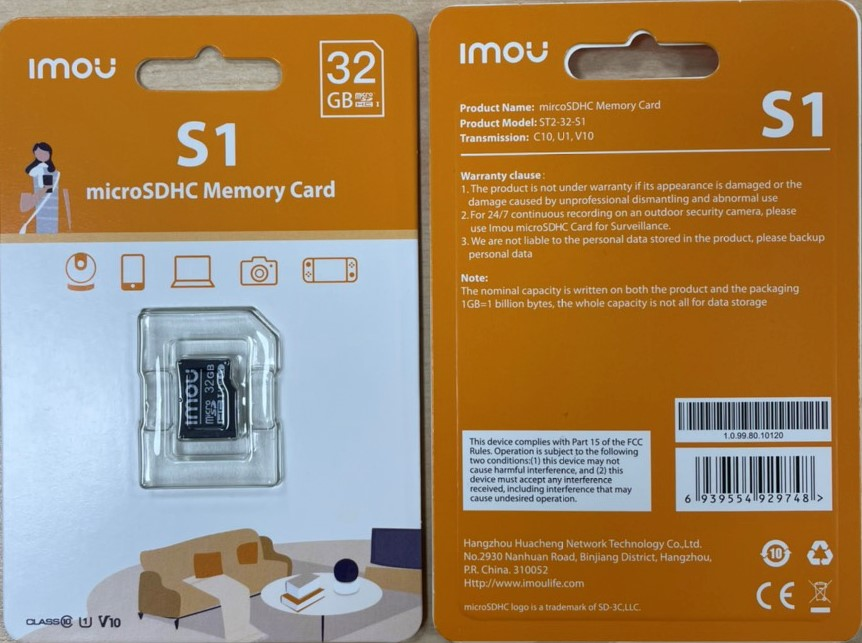 imou
32
GB micro SD HC I
S1
microSDHC Memory Card
imou
micro SD HC I
32GB
CLASS 10 U1 V10
imou
S1
Product Name: mircoSDHC Memory Card
Product Model: ST2-32-S1
Transmission: C10, U1, V10
Warranty clause:
1. The product is not under warranty if its appearance is damaged or the
damage caused by unprofessional dismantling and abnormal use
2. For 24/7 continuous recording on an outdoor security camera, please
use Imou microSDHC Card for Surveillance.
3. We are not liable to the personal data stored in the product, please backup
personal data
Note:
The nominal capacity is written on both the product and the packaging
1GB=1 billion bytes, the whole capacity is not all for data storage
1.0.99.80.10120
This device complies with Part 15 of the FCC
Rules. Operation is subject to the following
two conditions:(1) this device may not
cause harmful interference, and (2) this
device must accept any interference
received, including interference that may
cause undesired operation.
6 939554 929748 >
Hangzhou Huacheng Network Technology Co.,Ltd.
No.2930 Nanhuan Road, Binjiang District, Hangzhou,
P.R. China. 310052
Http://www.imoulife.com
microSDHC logo is a trademark of SD-3C,LLC.
10
CE